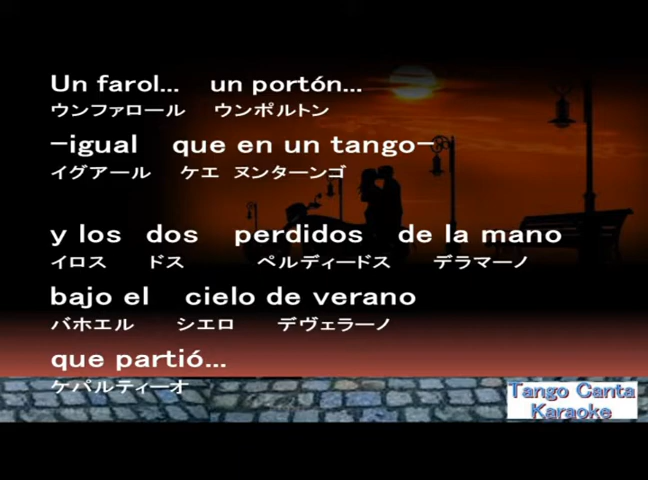 Un farol... un portón...
ウンファロール ウンポルトン
-igual que en un tango-
イグアール ケエ ヌンターンゴ
y los dos perdidos de la mano
イロス ドス ペルディードス デラマーノ
bajo el cielo de verano
バホエル シエロ デヴェラーノ
que partió...
ケパルティーオ
Tango Canta
Karaoke